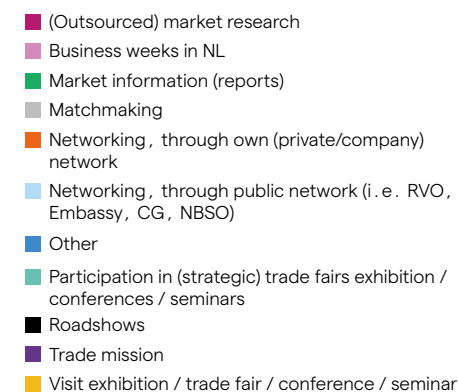 (Outsourced) market research
Business weeks in NL
Market information (reports)
Matchmaking
Networking, through own (private/company)
network
Networking, through public network (i.e. RVO,
Embassy, CG, NBSO)
Other
Participation in (strategic) trade fairs exhibition /
conferences / seminars
Roadshows
Trade mission
Visit exhibition / trade fair / conference / seminar